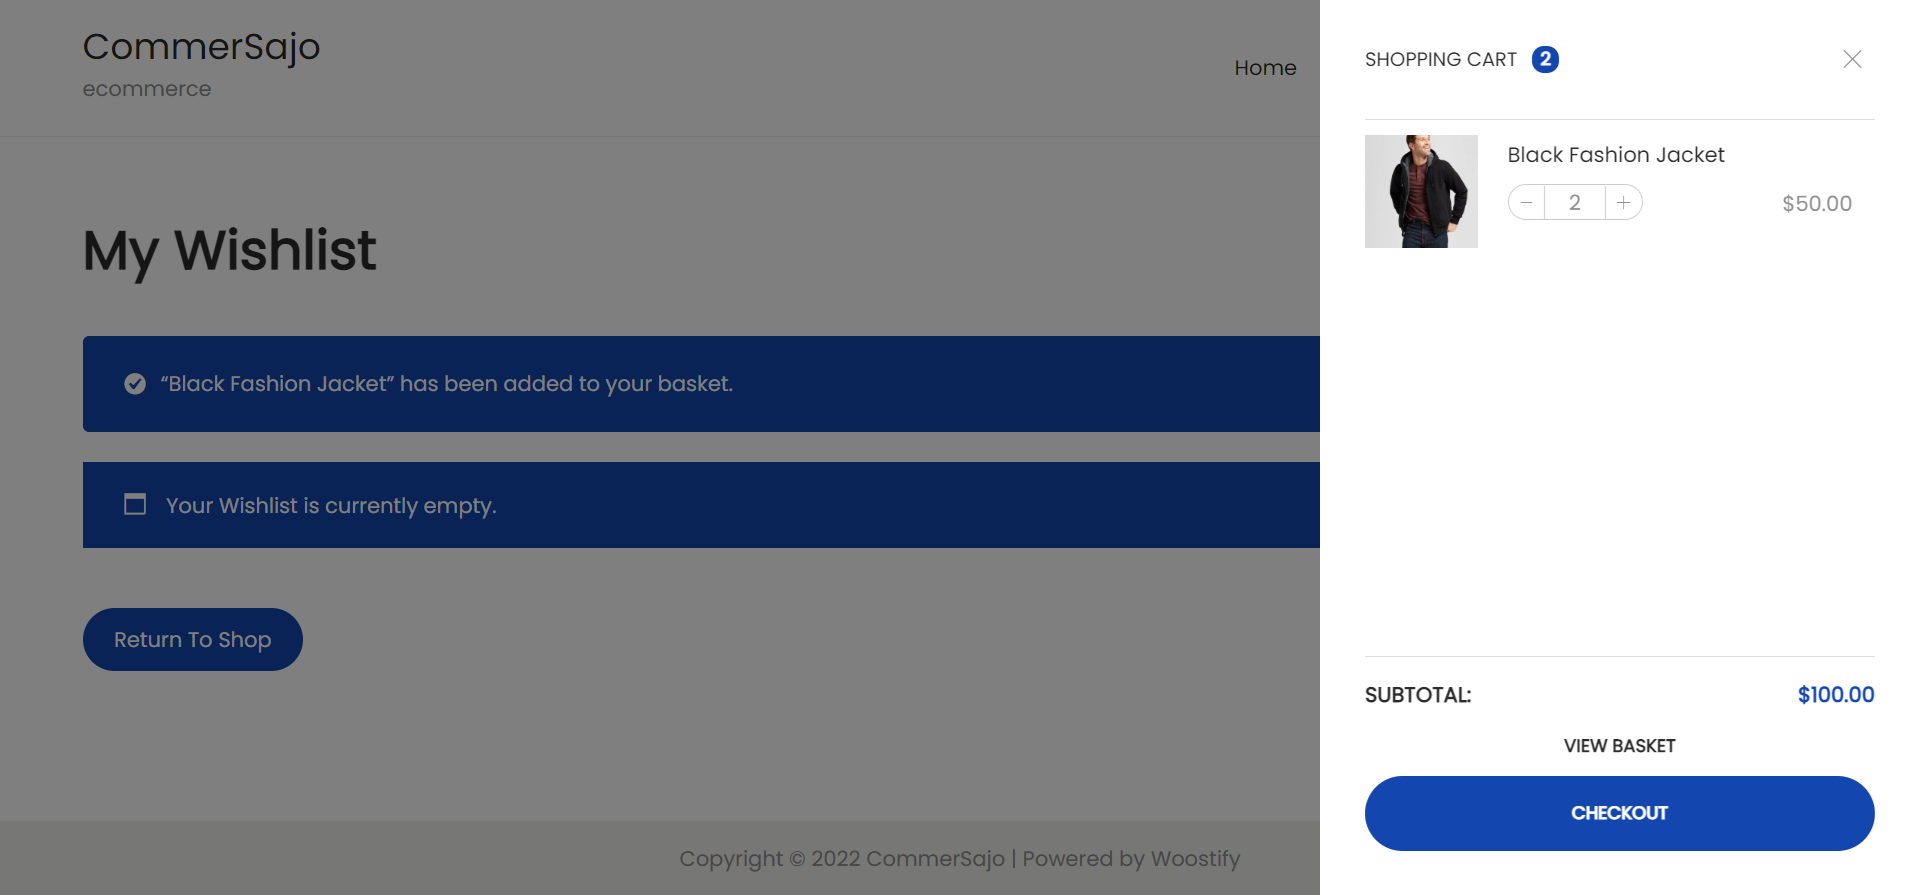 CommerSajo
ecommerce
Home
My Wishlist
“Black Fashion Jacket” has been added to your basket.
Your Wishlist is currently empty.
Return To Shop
Copyright © 2022 CommerSajo | Powered by Woostify
SHOPPING CART 2
Black Fashion Jacket
− 2 + $50.00
SUBTOTAL: $100.00
VIEW BASKET
CHECKOUT